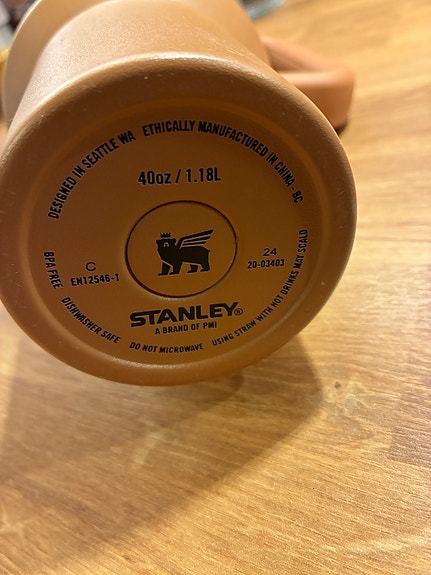 DESIGNED IN SEATTLE WA ETHICALLY MANUFACTURED IN CHINA - BC
40oz / 1.18L
C
EN12546-1
24
20-03403
STANLEY®
A BRAND OF PMI
BPA FREE DISHWASHER SAFE DO NOT MICROWAVE USING STRAW WITH HOT DRINKS MAY SCALD